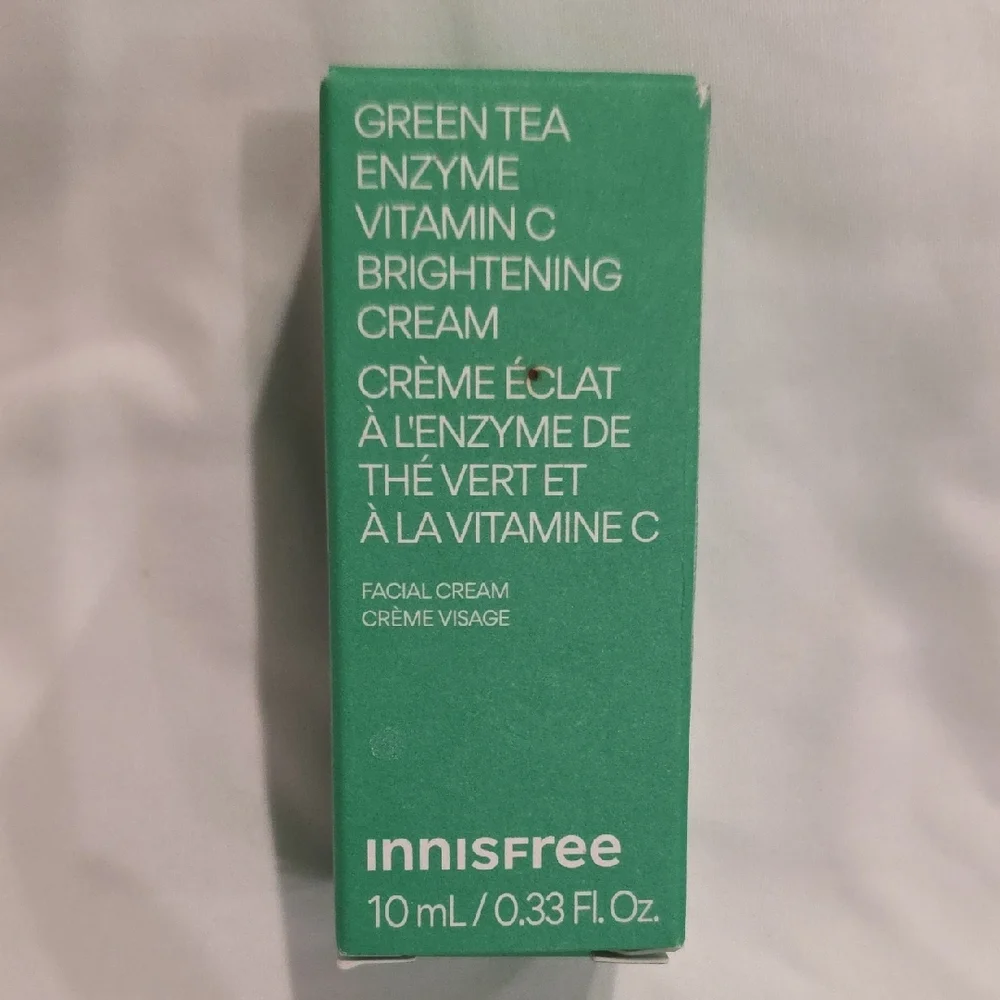 GREEN TEA
ENZYME
VITAMIN C
BRIGHTENING
CREAM
CRÈME ÉCLAT
À L'ENZYME DE
THÉ VERT ET
À LA VITAMINE C
FACIAL CREAM
CRÈME VISAGE
INNISFREE
10 mL / 0.33 Fl. Oz.